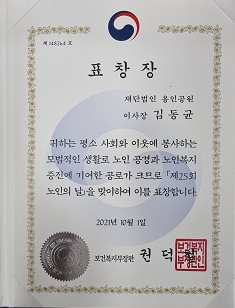 제 148264 호
표 창 장
재단법인 용인공원
이사장 김 동 균
귀하는 평소 사회와 이웃에 봉사하는
모범적인 생활로 노인 공경과 노인복지
증진에 기여한 공로가 크므로 「제25회
노인의 날」을 맞이하여 이를 표창합니다.
2021년 10월 1일
보건복지부장관 권 덕 철